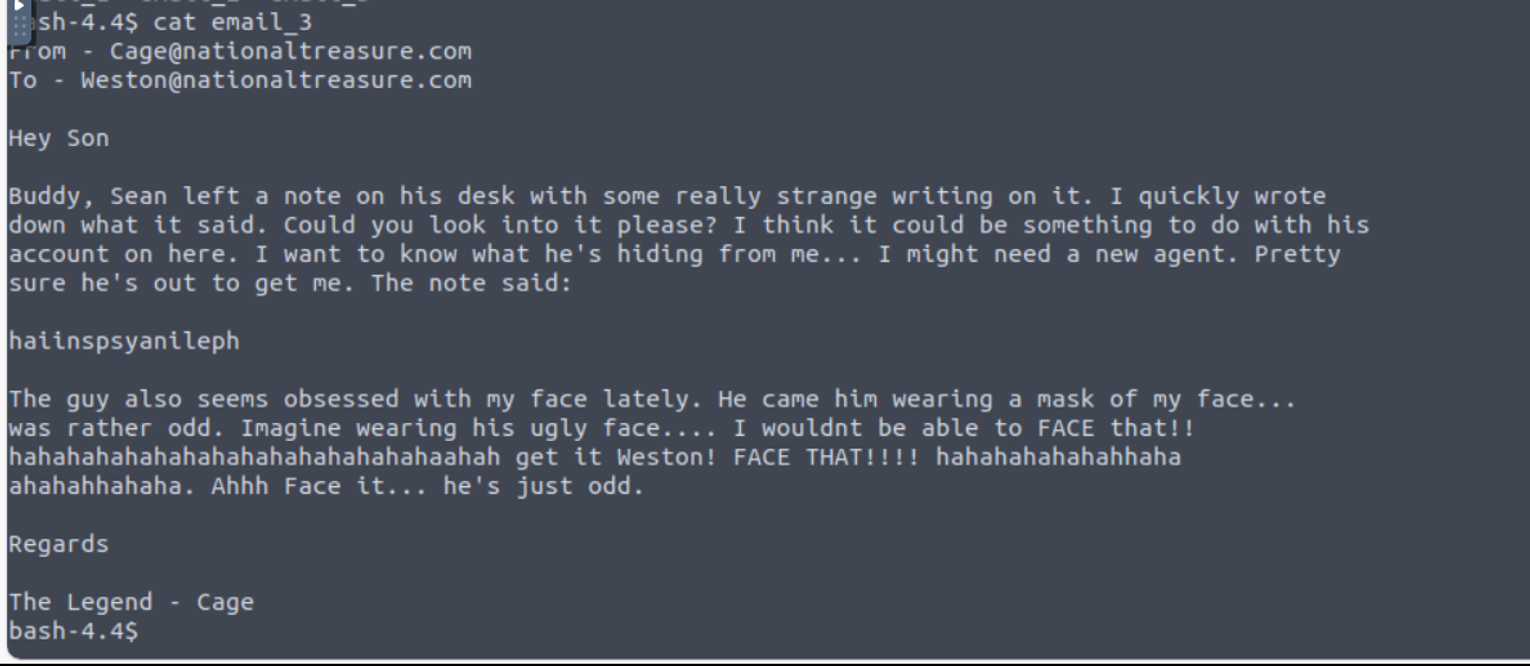 sh-4.4$ cat email_3
From - Cage@nationaltreasure.com
To - Weston@nationaltreasure.com
Hey Son
Buddy, Sean left a note on his desk with some really strange writing on it. I quickly wrote
down what it said. Could you look into it please? I think it could be something to do with his
account on here. I want to know what he's hiding from me... I might need a new agent. Pretty
sure he's out to get me. The note said:
haiinspsyanileph
The guy also seems obsessed with my face lately. He came him wearing a mask of my face...
was rather odd. Imagine wearing his ugly face.... I wouldnt be able to FACE that!!
hahahahahahahahahahahahahahahaahah get it Weston! FACE THAT!!!! hahahahahahahhaha
ahahahhahaha. Ahhh Face it... he's just odd.
Regards
The Legend - Cage
bash-4.4$